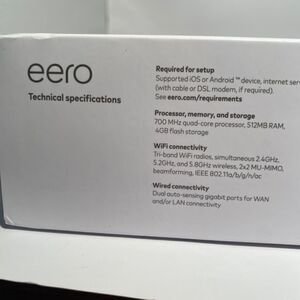 eero
Technical specifications
Required for setup
Supported iOS or Android™ device, internet ser
(with cable or DSL modem, if required).
See eero.com/requirements
Processor, memory, and storage
700 MHz quad-core processor, 512MB RAM,
4GB flash storage
WiFi connectivity
Tri-band WiFi radios, simultaneous 2.4GHz,
5.2GHz, and 5.8GHz wireless, 2x2 MU-MIMO,
beamforming, IEEE 802.11a/b/g/n/ac
Wired connectivity
Dual auto-sensing gigabit ports for WAN
and/or LAN connectivity